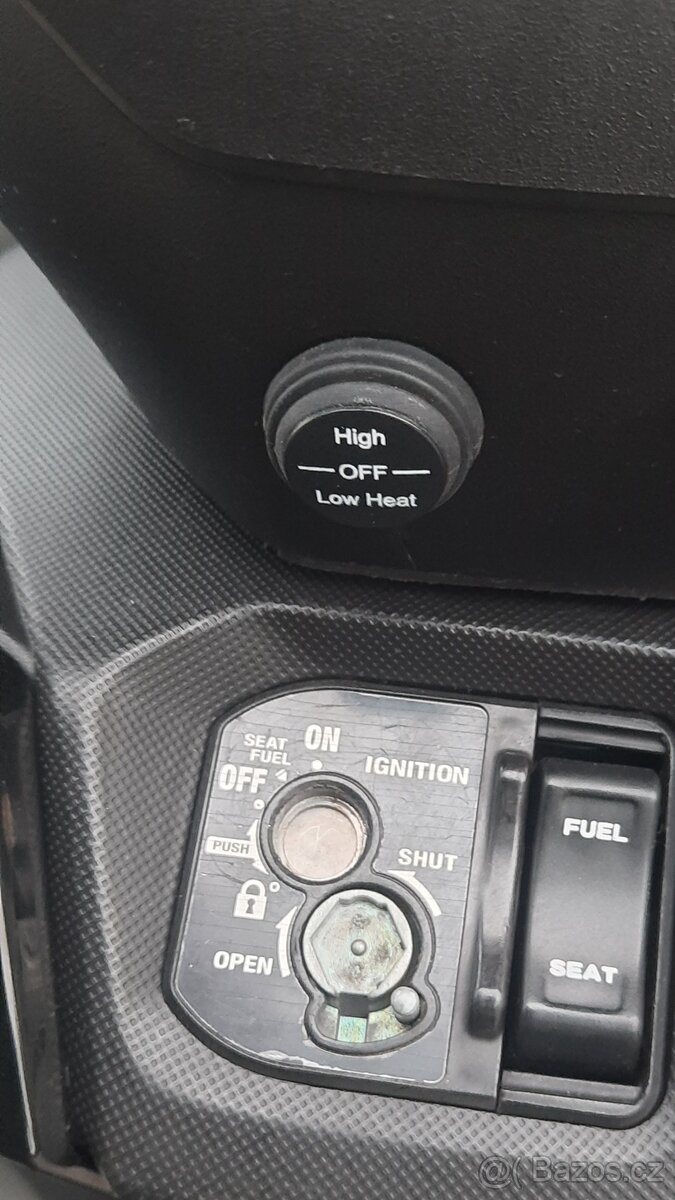 High
OFF
Low Heat
ON
SEAT
FUEL
OFF
IGNITION
PUSH
SHUT
OPEN
FUEL
SEAT
@( Bazos.cz